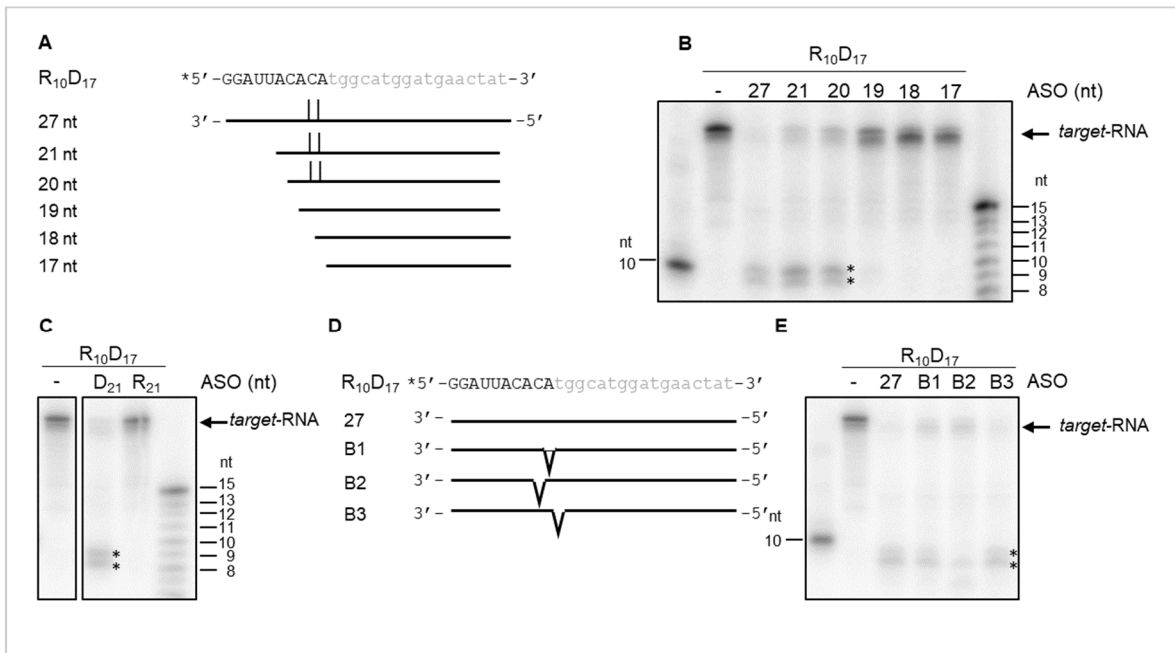 A
R₁₀D₁₇ *5′-GGAUUACACAtggcatggatgaactat-3′
27 nt 3′- -5′
21 nt
20 nt
19 nt
18 nt
17 nt
B
R₁₀D₁₇
- 27 21 20 19 18 17 ASO (nt)
target-RNA
nt
15
13
12
11
10
9
8
nt
10
*
*
C
R₁₀D₁₇
- D₂₁ R₂₁ ASO (nt)
target-RNA
nt
15
13
12
11
10
9
8
*
*
D
R₁₀D₁₇ *5′-GGAUUACACAtggcatggatgaactat-3′
27 3′- -5′
B1 3′- -5′
B2 3′- -5′
B3 3′- -5′
E
R₁₀D₁₇
- 27 B1 B2 B3 ASO
target-RNA
nt
10
*
*